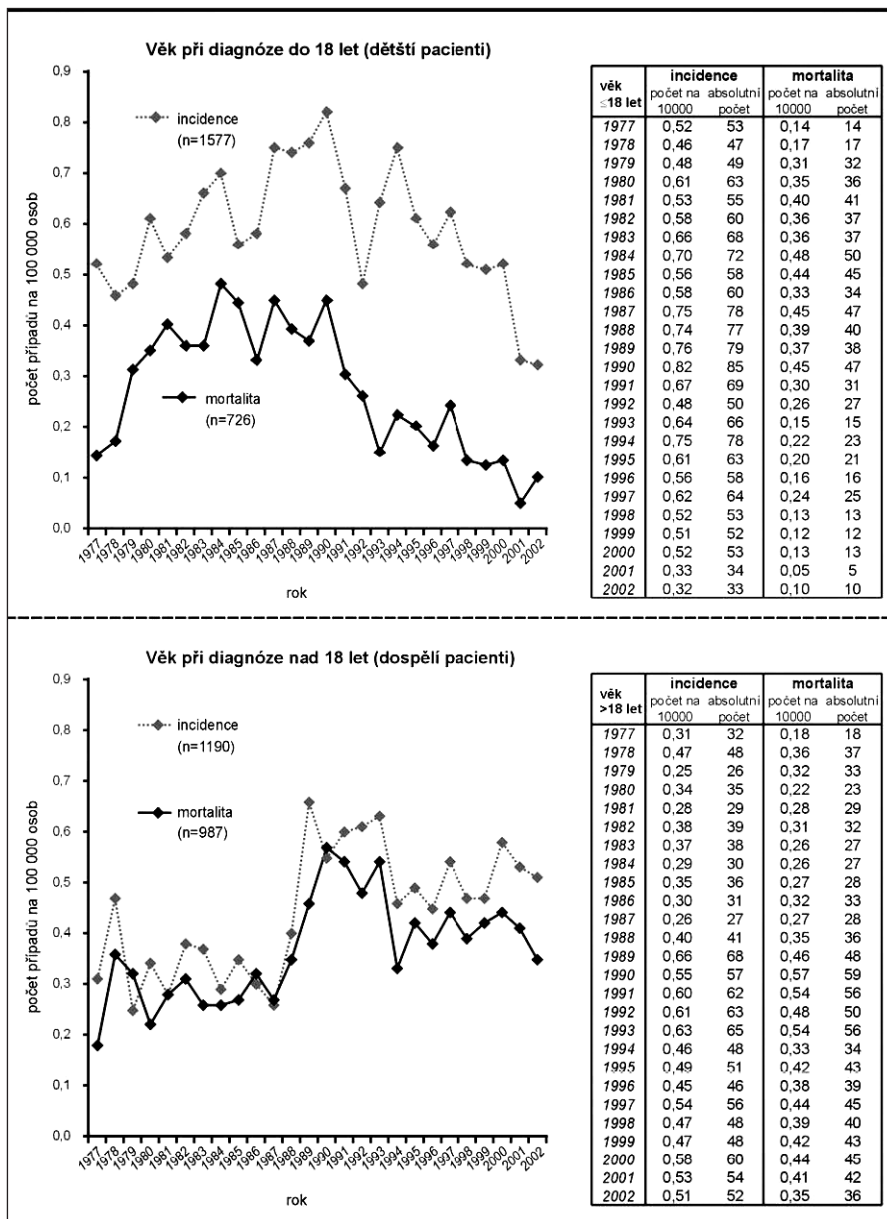 Věk při diagnóze do 18 let (dětští pacienti)
0,9
0,8
0,7
0,6
0,5
0,4
0,3
0,2
0,1
0,0
počet případů na 100 000 osob
incidence
(n=1577)
mortalita
(n=726)
1977 1978 1979 1980 1981 1982 1983 1984 1985 1986 1987 1988 1989 1990 1991 1992 1993 1994 1995 1996 1997 1998 1999 2000 2001 2002
rok
věk ≤18 let
incidence mortalita
počet na 10000 absolutní počet počet na 10000 absolutní počet
1977 0,52 53 0,14 14
1978 0,46 47 0,17 17
1979 0,48 49 0,31 32
1980 0,61 63 0,35 36
1981 0,53 55 0,40 41
1982 0,58 60 0,36 37
1983 0,66 68 0,36 37
1984 0,70 72 0,48 50
1985 0,56 58 0,44 45
1986 0,58 60 0,33 34
1987 0,75 78 0,45 47
1988 0,74 77 0,39 40
1989 0,76 79 0,37 38
1990 0,82 85 0,45 47
1991 0,67 69 0,30 31
1992 0,48 50 0,26 27
1993 0,64 66 0,15 15
1994 0,75 78 0,22 23
1995 0,61 63 0,20 21
1996 0,56 58 0,16 16
1997 0,62 64 0,24 25
1998 0,52 53 0,13 13
1999 0,51 52 0,12 12
2000 0,52 53 0,13 13
2001 0,33 34 0,05 5
2002 0,32 33 0,10 10
Věk při diagnóze nad 18 let (dospělí pacienti)
0,9
0,8
0,7
0,6
0,5
0,4
0,3
0,2
0,1
0,0
počet případů na 100 000 osob
incidence
(n=1190)
mortalita
(n=987)
1977 1978 1979 1980 1981 1982 1983 1984 1985 1986 1987 1988 1989 1990 1991 1992 1993 1994 1995 1996 1997 1998 1999 2000 2001 2002
rok
věk >18 let
incidence mortalita
počet na 10000 absolutní počet počet na 10000 absolutní počet
1977 0,31 32 0,18 18
1978 0,47 48 0,36 37
1979 0,25 26 0,32 33
1980 0,34 35 0,22 23
1981 0,28 29 0,28 29
1982 0,38 39 0,31 32
1983 0,37 38 0,26 27
1984 0,29 30 0,26 27
1985 0,35 36 0,27 28
1986 0,30 31 0,32 33
1987 0,26 27 0,27 28
1988 0,40 41 0,35 36
1989 0,66 68 0,46 48
1990 0,55 57 0,57 59
1991 0,60 62 0,54 56
1992 0,61 63 0,48 50
1993 0,63 65 0,54 56
1994 0,46 48 0,33 34
1995 0,49 51 0,42 43
1996 0,45 46 0,38 39
1997 0,54 56 0,44 45
1998 0,47 48 0,39 40
1999 0,47 48 0,42 43
2000 0,58 60 0,44 45
2001 0,53 54 0,41 42
2002 0,51 52 0,35 36